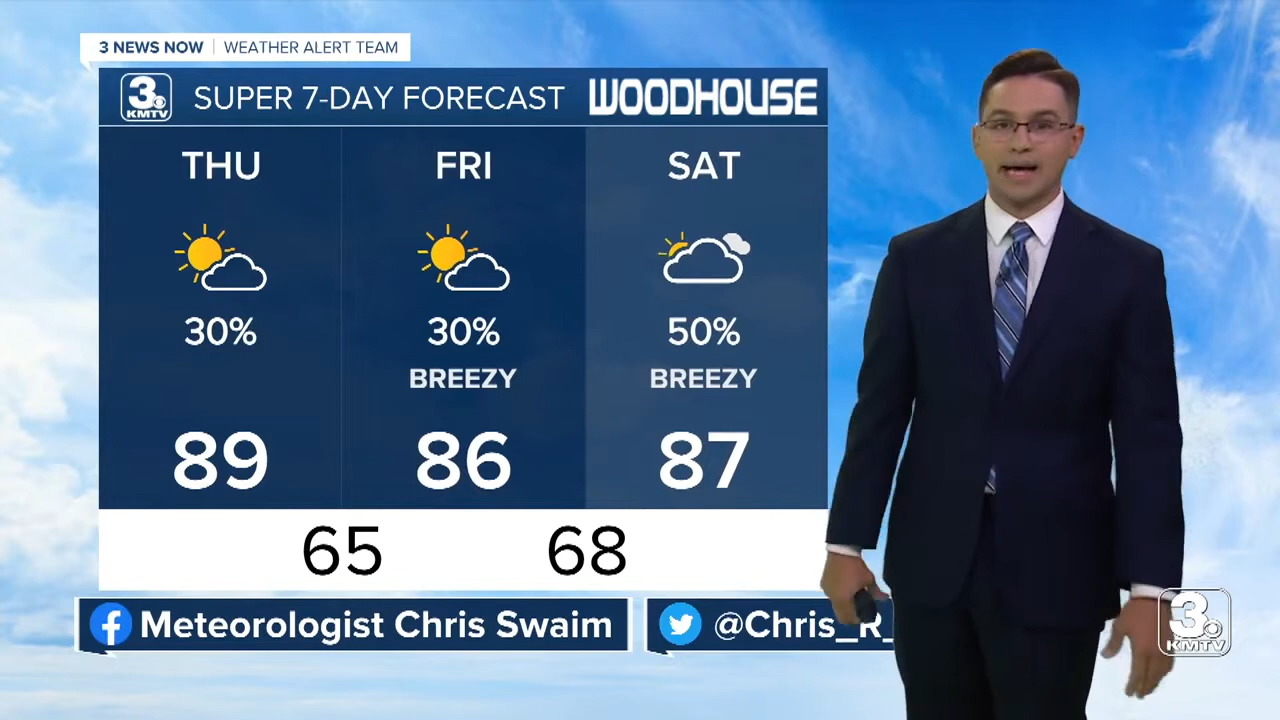 3 NEWS NOW | WEATHER ALERT TEAM
3 KMTV SUPER 7-DAY FORECAST WOODHOUSE
THU FRI SAT
30% 30% 50%
BREEZY BREEZY
89 86 87
65 68
Meteorologist Chris Swaim @Chris_R_
3 KMTV